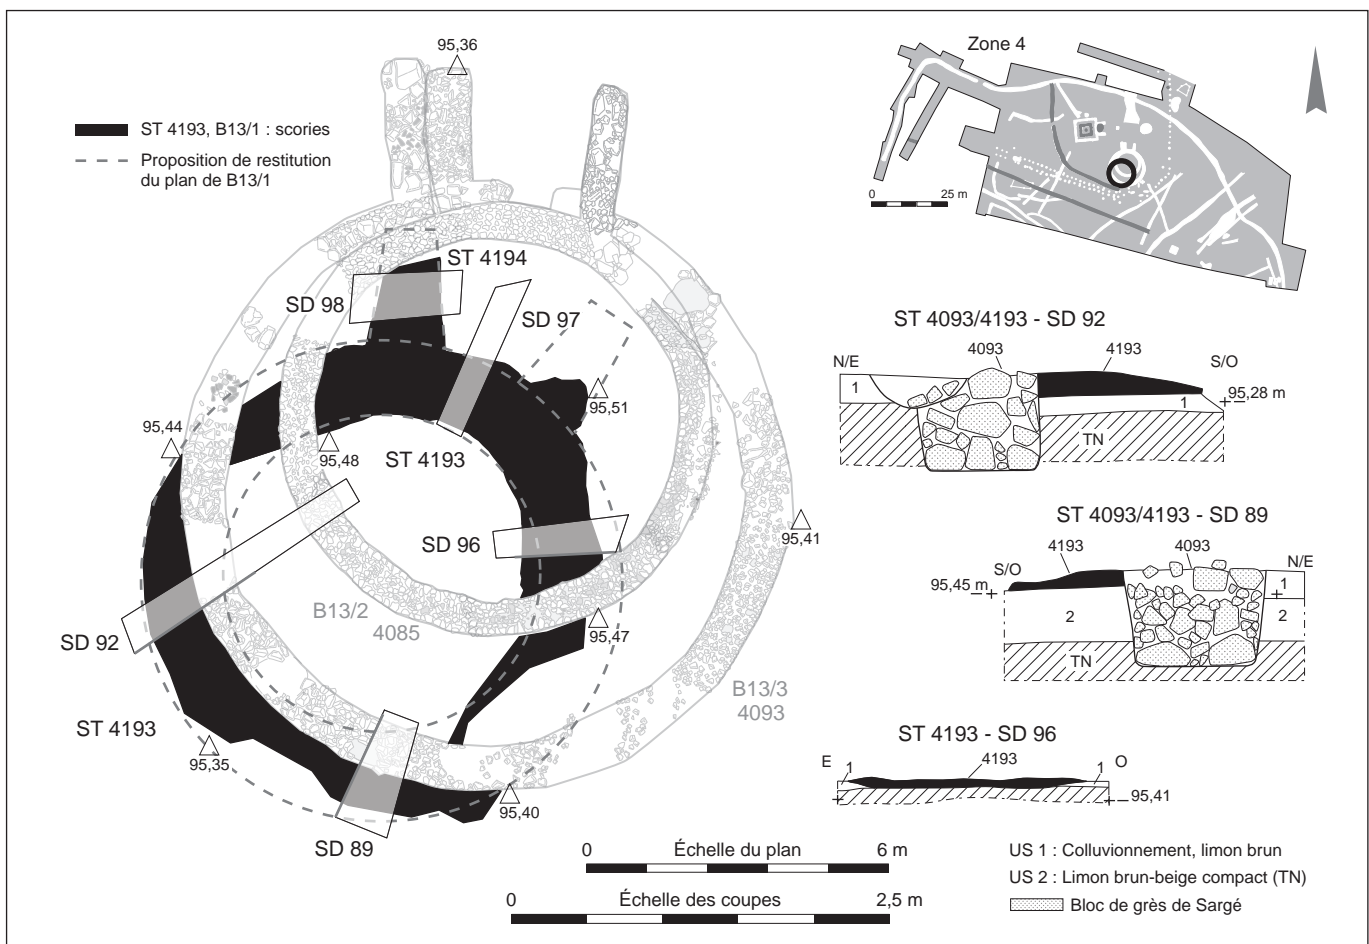 95,36
ST 4193, B13/1 : scories
Proposition de restitution
du plan de B13/1
ST 4194
SD 98
SD 97
95,51
95,44
95,48
ST 4193
SD 96
95,41
B13/2
4085
95,47
SD 92
B13/3
4093
ST 4193
95,35
95,40
SD 89
Zone 4
0 25 m
ST 4093/4193 - SD 92
N/E 4093 4193 S/O
1
95,28 m
1
TN
ST 4093/4193 - SD 89
4193 4093 N/E
S/O
95,45 m
1
2 2
TN
ST 4193 - SD 96
E 1 4193 1 O
95,41
0 Échelle du plan 6 m
0 Échelle des coupes 2,5 m
US 1 : Colluvionnement, limon brun
US 2 : Limon brun-beige compact (TN)
Bloc de grès de Sargé